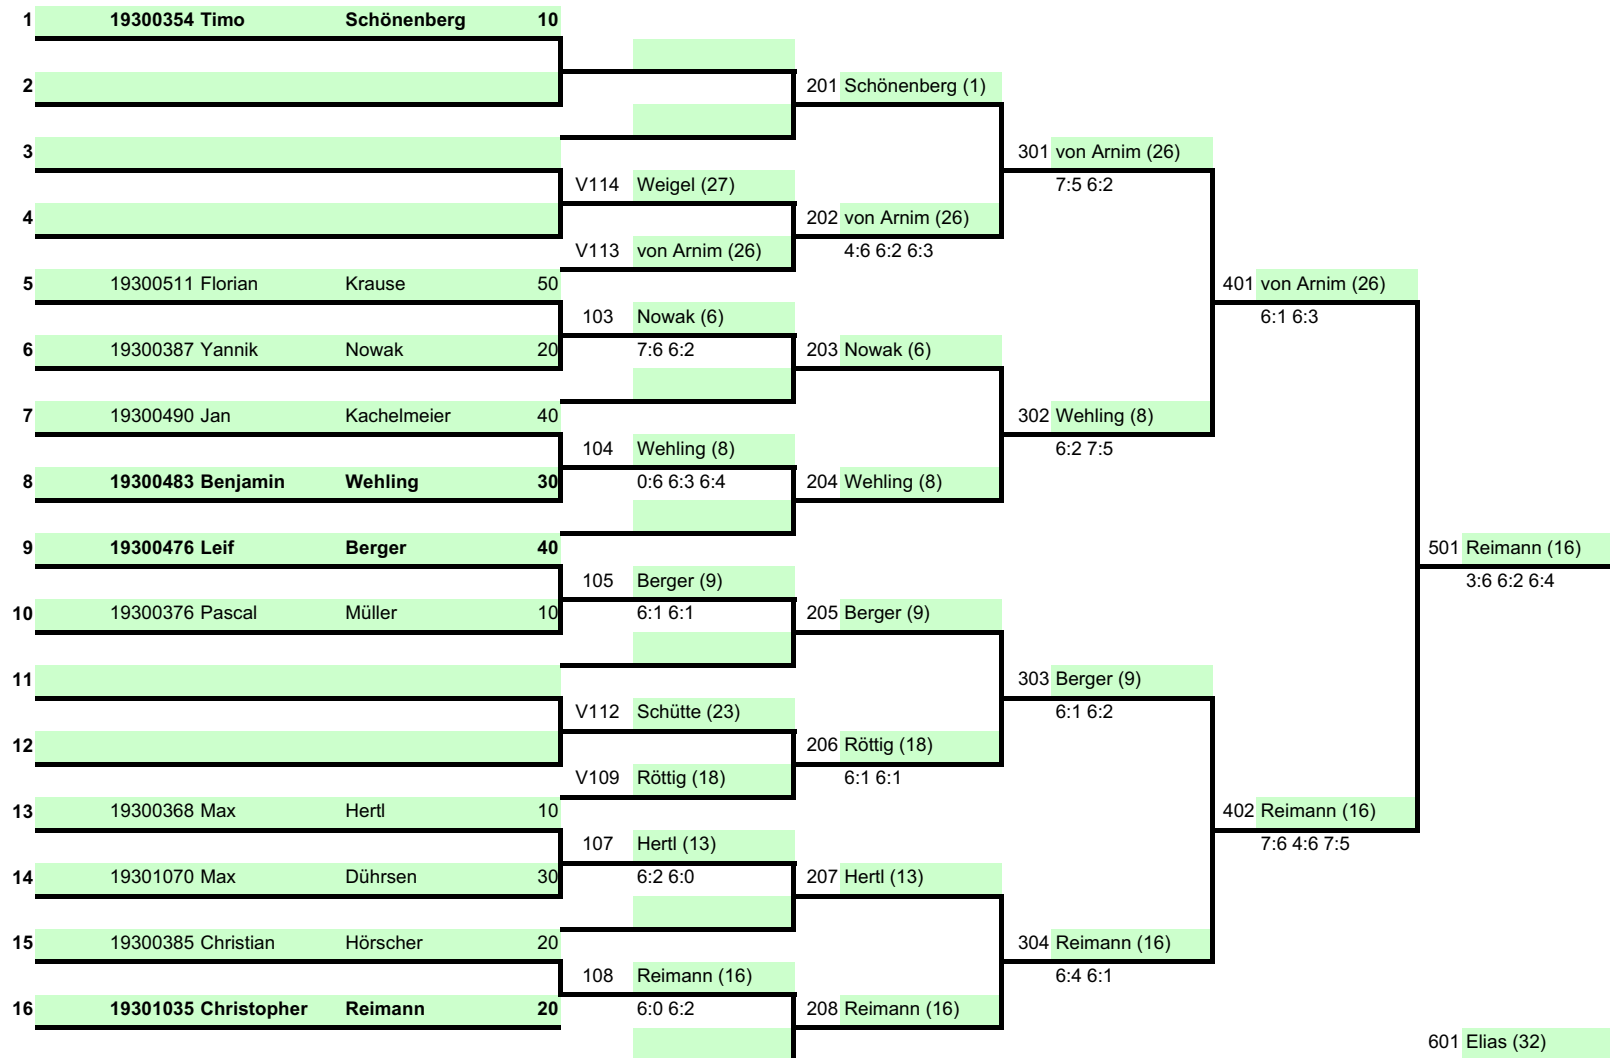 1 19300354 Timo Schönenberg 10
2
201 Schönenberg (1)
3
301 von Arnim (26)
V114 Weigel (27)
7:5 6:2
4
202 von Arnim (26)
V113 von Arnim (26)
4:6 6:2 6:3
5 19300511 Florian Krause 50
401 von Arnim (26)
103 Nowak (6)
6:1 6:3
6 19300387 Yannik Nowak 20
7:6 6:2
203 Nowak (6)
7 19300490 Jan Kachelmeier 40
302 Wehling (8)
104 Wehling (8)
6:2 7:5
8 19300483 Benjamin Wehling 30
0:6 6:3 6:4
204 Wehling (8)
9 19300476 Leif Berger 40
501 Reimann (16)
105 Berger (9)
3:6 6:2 6:4
10 19300376 Pascal Müller 10
6:1 6:1
205 Berger (9)
11
303 Berger (9)
V112 Schütte (23)
6:1 6:2
12
206 Röttig (18)
V109 Röttig (18)
6:1 6:1
13 19300368 Max Hertl 10
402 Reimann (16)
107 Hertl (13)
7:6 4:6 7:5
14 19301070 Max Dührsen 30
6:2 6:0
207 Hertl (13)
15 19300385 Christian Hörscher 20
304 Reimann (16)
108 Reimann (16)
6:4 6:1
16 19301035 Christopher Reimann 20
6:0 6:2
208 Reimann (16)
601 Elias (32)